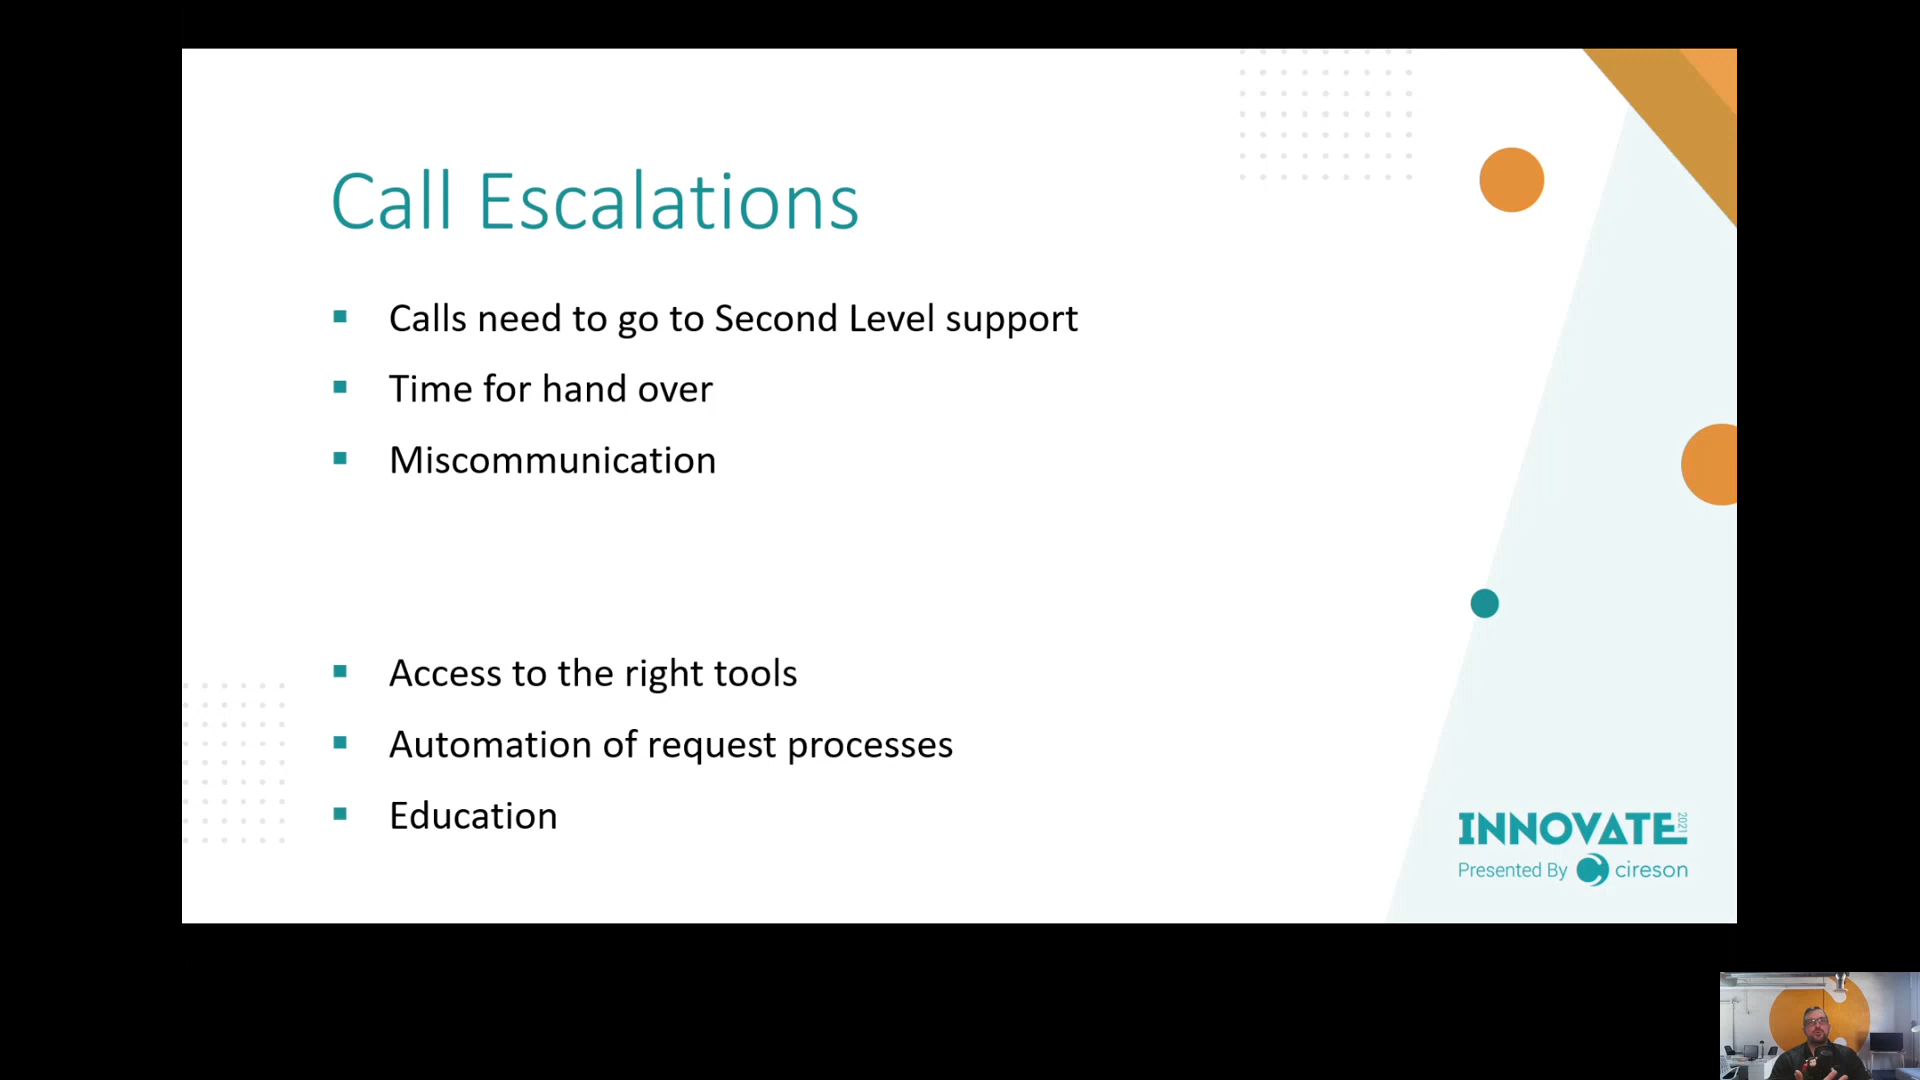 Call Escalations
Calls need to go to Second Level support
Time for hand over
Miscommunication
Access to the right tools
Automation of request processes
Education
INNOVATE 2021
Presented By cireson